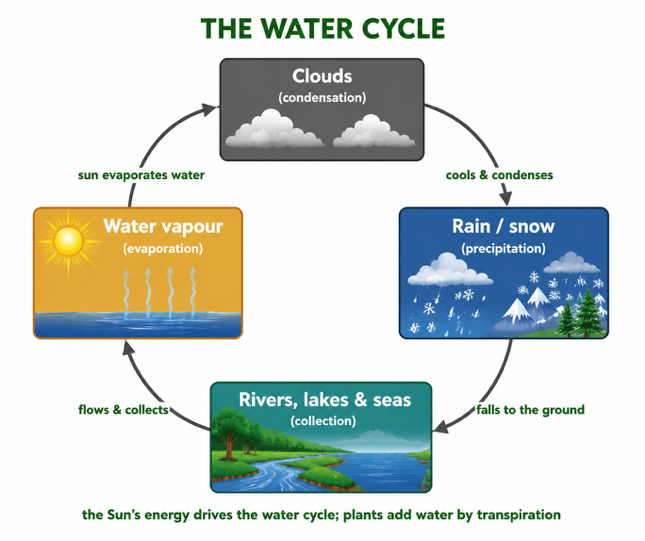 THE WATER CYCLE
Clouds
(condensation)
sun evaporates water
cools & condenses
Water vapour
(evaporation)
Rain / snow
(precipitation)
flows & collects
Rivers, lakes & seas
(collection)
falls to the ground
the Sun's energy drives the water cycle; plants add water by transpiration